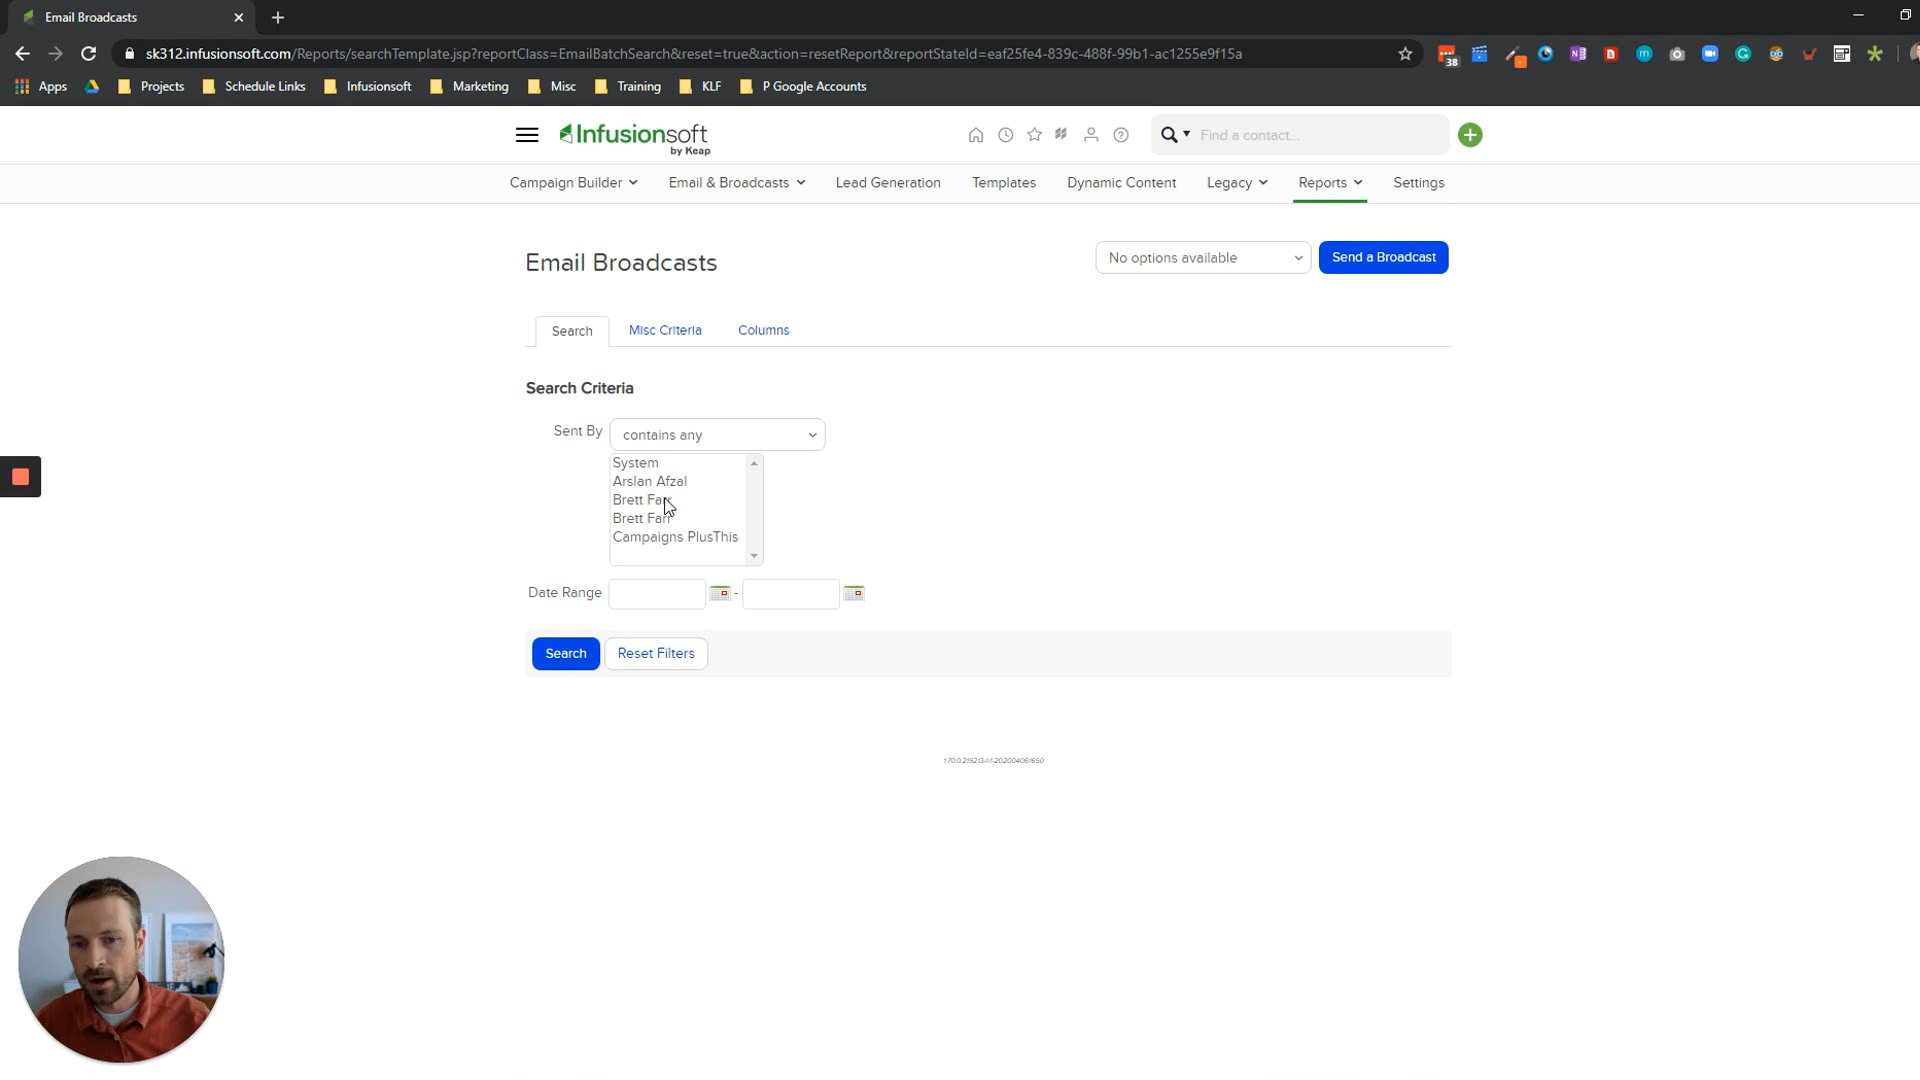 Email Broadcasts
sk312.infusionsoft.com/Reports/searchTemplate.jsp?reportClass=EmailBatchSearch&reset=true&action=resetReport&reportStateId=eaf25fe4-839c-488f-99b1-ac1255e9f15a
38
Apps Projects Schedule Links Infusionsoft Marketing Misc Training KLF P Google Accounts
Infusionsoft
by Keap
Find a contact...
Campaign Builder Email & Broadcasts Lead Generation Templates Dynamic Content Legacy Reports Settings
Email Broadcasts
No options available
Send a Broadcast
Search Misc Criteria Columns
Search Criteria
Sent By contains any
System
Arslan Afzal
Brett Farr
Brett Farr
Campaigns PlusThis
Date Range -
Search Reset Filters